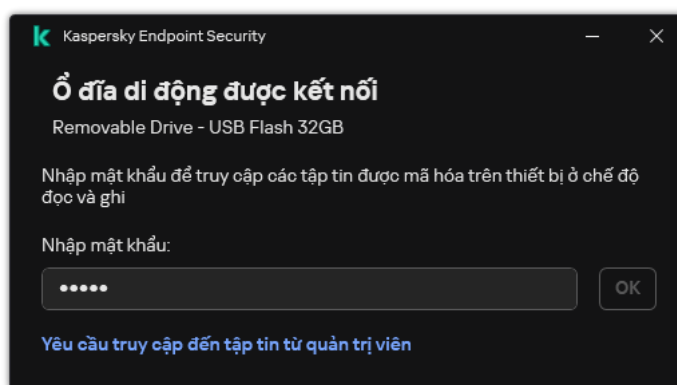 Kaspersky Endpoint Security
Ổ đĩa di động được kết nối
Removable Drive - USB Flash 32GB
Nhập mật khẩu để truy cập các tập tin được mã hóa trên thiết bị ở chế độ
đọc và ghi
Nhập mật khẩu:
•••••
OK
Yêu cầu truy cập đến tập tin từ quản trị viên